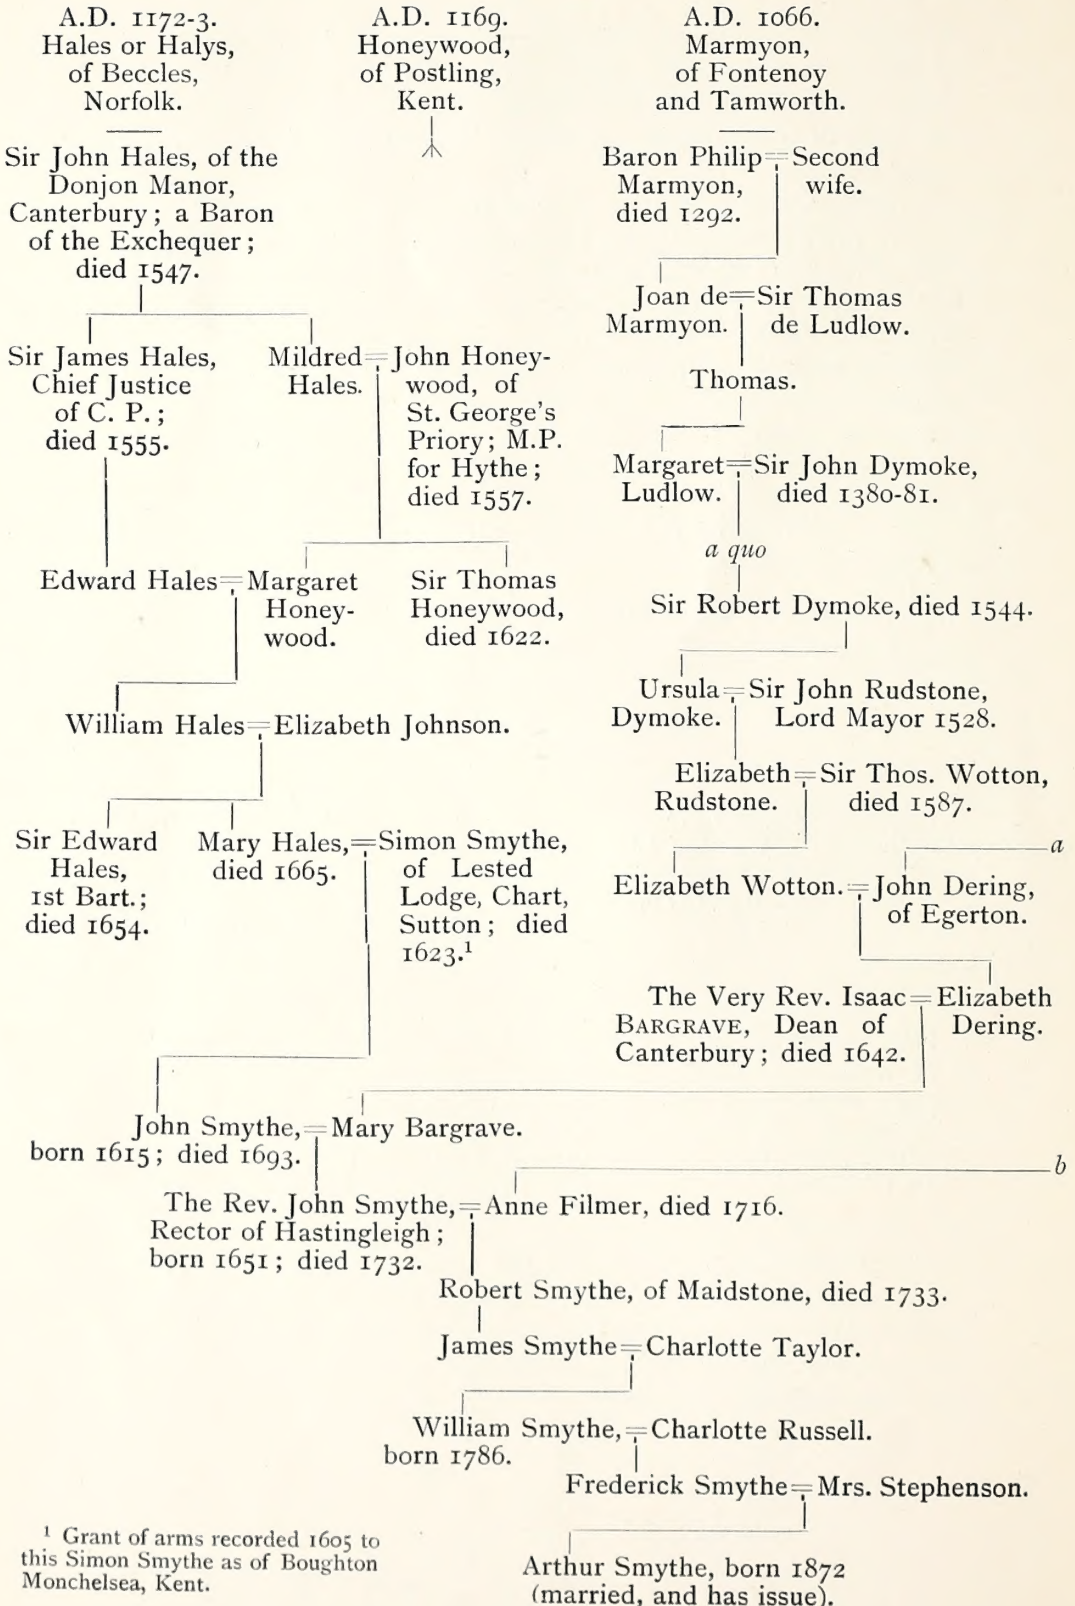 A.D. 1172-3.
Hales or Halys,
of Beccles,
Norfolk.
A.D. 1169.
Honeywood,
of Postling,
Kent.
A.D. 1066.
Marmyon,
of Fontenoy
and Tamworth.
Sir John Hales, of the
Donjon Manor,
Canterbury; a Baron
of the Exchequer;
died 1547.
Baron Philip = Second
Marmyon, wife.
died 1292.
Joan de = Sir Thomas
Marmyon. de Ludlow.
Sir James Hales,
Chief Justice
of C. P.;
died 1555.
Mildred = John Honey-
Hales. wood, of
St. George's
Priory; M.P.
for Hythe;
died 1557.
Thomas.
Margaret = Sir John Dymoke,
Ludlow. died 1380-81.
a quo
Edward Hales = Margaret
Honey-
wood.
Sir Thomas
Honeywood,
died 1622.
Sir Robert Dymoke, died 1544.
Ursula = Sir John Rudstone,
Dymoke. Lord Mayor 1528.
William Hales = Elizabeth Johnson.
Elizabeth = Sir Thos. Wotton,
Rudstone. died 1587.
Sir Edward
Hales,
1st Bart.;
died 1654.
Mary Hales, = Simon Smythe,
died 1665. of Lested
Lodge, Chart,
Sutton; died
1623.¹
a
Elizabeth Wotton. = John Dering,
of Egerton.
The Very Rev. Isaac = Elizabeth
BARGRAVE, Dean of Dering.
Canterbury; died 1642.
John Smythe, = Mary Bargrave.
born 1615; died 1693.
b
The Rev. John Smythe, = Anne Filmer, died 1716.
Rector of Hastingleigh;
born 1651; died 1732.
Robert Smythe, of Maidstone, died 1733.
James Smythe = Charlotte Taylor.
William Smythe, = Charlotte Russell.
born 1786.
Frederick Smythe = Mrs. Stephenson.
Arthur Smythe, born 1872
(married, and has issue).
¹ Grant of arms recorded 1605 to
this Simon Smythe as of Boughton
Monchelsea, Kent.